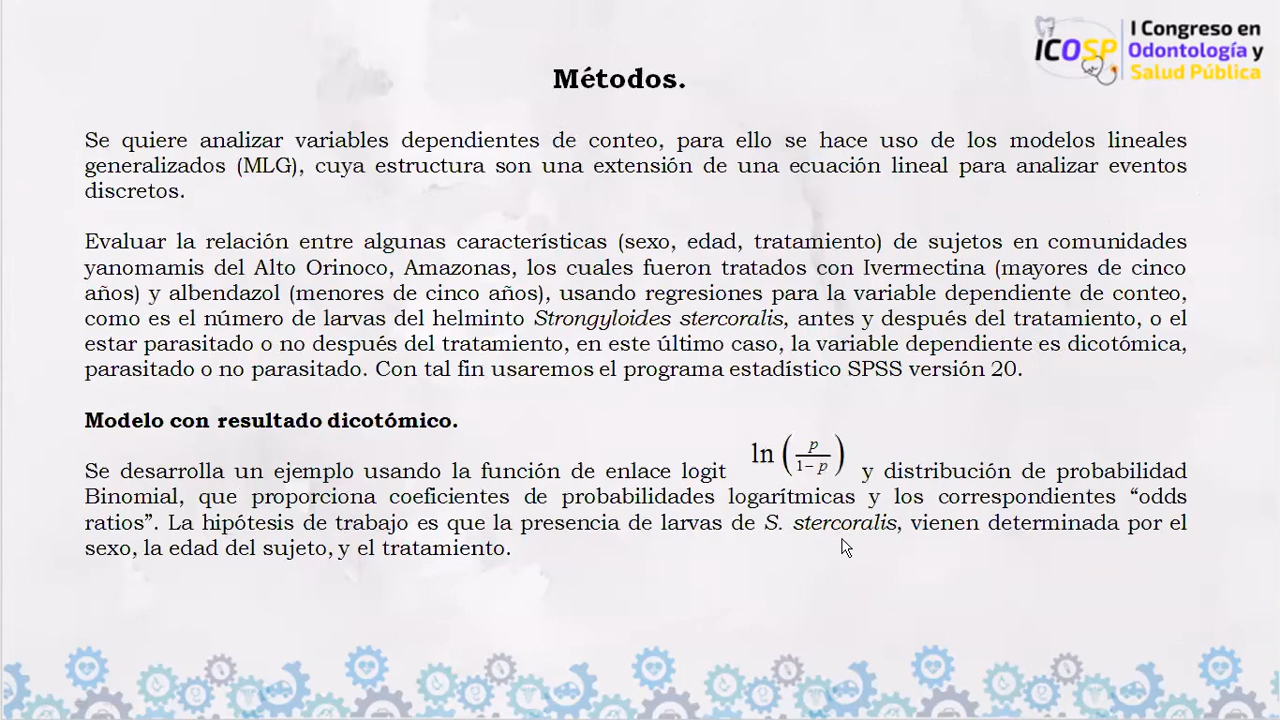 ICOSP
I Congreso en
Odontología y
Salud Pública
Métodos.
Se quiere analizar variables dependientes de conteo, para ello se hace uso de los modelos lineales
generalizados (MLG), cuya estructura son una extensión de una ecuación lineal para analizar eventos
discretos.
Evaluar la relación entre algunas características (sexo, edad, tratamiento) de sujetos en comunidades
yanomamis del Alto Orinoco, Amazonas, los cuales fueron tratados con Ivermectina (mayores de cinco
años) y albendazol (menores de cinco años), usando regresiones para la variable dependiente de conteo,
como es el número de larvas del helminto Strongyloides stercoralis, antes y después del tratamiento, o el
estar parasitado o no después del tratamiento, en este último caso, la variable dependiente es dicotómica,
parasitado o no parasitado. Con tal fin usaremos el programa estadístico SPSS versión 20.
Modelo con resultado dicotómico.
Se desarrolla un ejemplo usando la función de enlace logit ln (p/1−p) y distribución de probabilidad
Binomial, que proporciona coeficientes de probabilidades logarítmicas y los correspondientes “odds
ratios”. La hipótesis de trabajo es que la presencia de larvas de S. stercoralis, vienen determinada por el
sexo, la edad del sujeto, y el tratamiento.